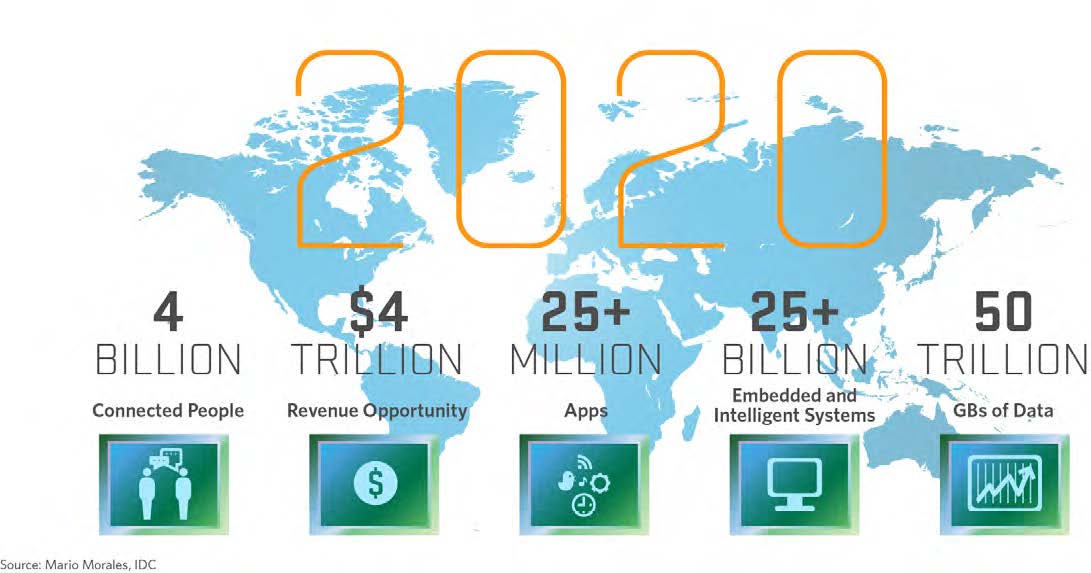 2020
4
BILLION
Connected People
$4
TRILLION
Revenue Opportunity
25+
MILLION
Apps
25+
BILLION
Embedded and
Intelligent Systems
50
TRILLION
GBs of Data
$
Source: Mario Morales, IDC